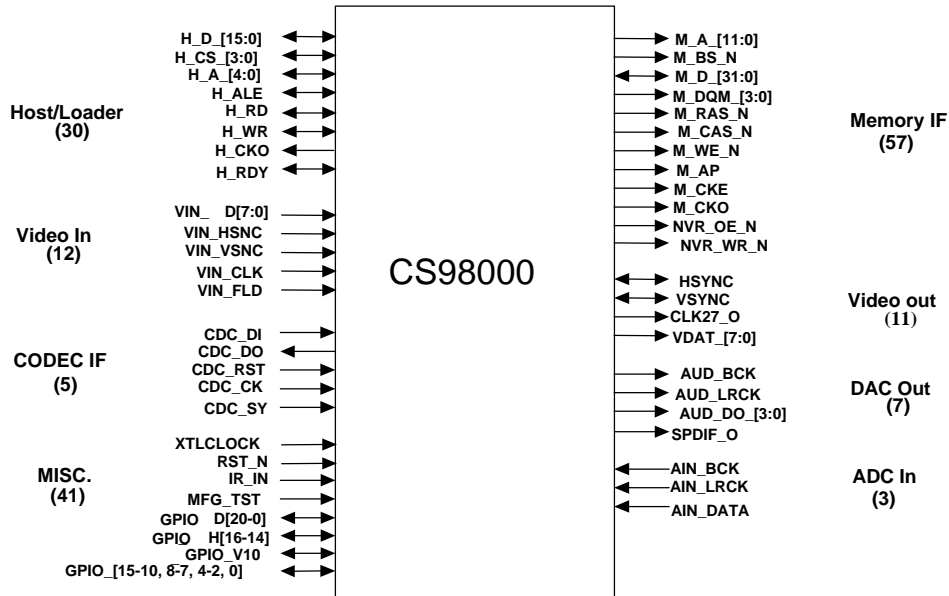 H_D_[15:0]
H_CS_[3:0]
H_A_[4:0]
H_ALE
H_RD
H_WR
H_CKO
H_RDY
Host/Loader
(30)
VIN_ D[7:0]
VIN_HSNC
VIN_VSNC
VIN_CLK
VIN_FLD
Video In
(12)
CDC_DI
CDC_DO
CDC_RST
CDC_CK
CDC_SY
CODEC IF
(5)
XTLCLOCK
RST_N
IR_IN
MFG_TST
GPIO D[20-0]
GPIO H[16-14]
GPIO_V10
GPIO_[15-10, 8-7, 4-2, 0]
MISC.
(41)
CS98000
M_A_[11:0]
M_BS_N
M_D_[31:0]
M_DQM_[3:0]
M_RAS_N
M_CAS_N
M_WE_N
M_AP
M_CKE
M_CKO
NVR_OE_N
NVR_WR_N
Memory IF
(57)
HSYNC
VSYNC
CLK27_O
VDAT_[7:0]
Video out
(11)
AUD_BCK
AUD_LRCK
AUD_DO_[3:0]
SPDIF_O
DAC Out
(7)
AIN_BCK
AIN_LRCK
AIN_DATA
ADC In
(3)